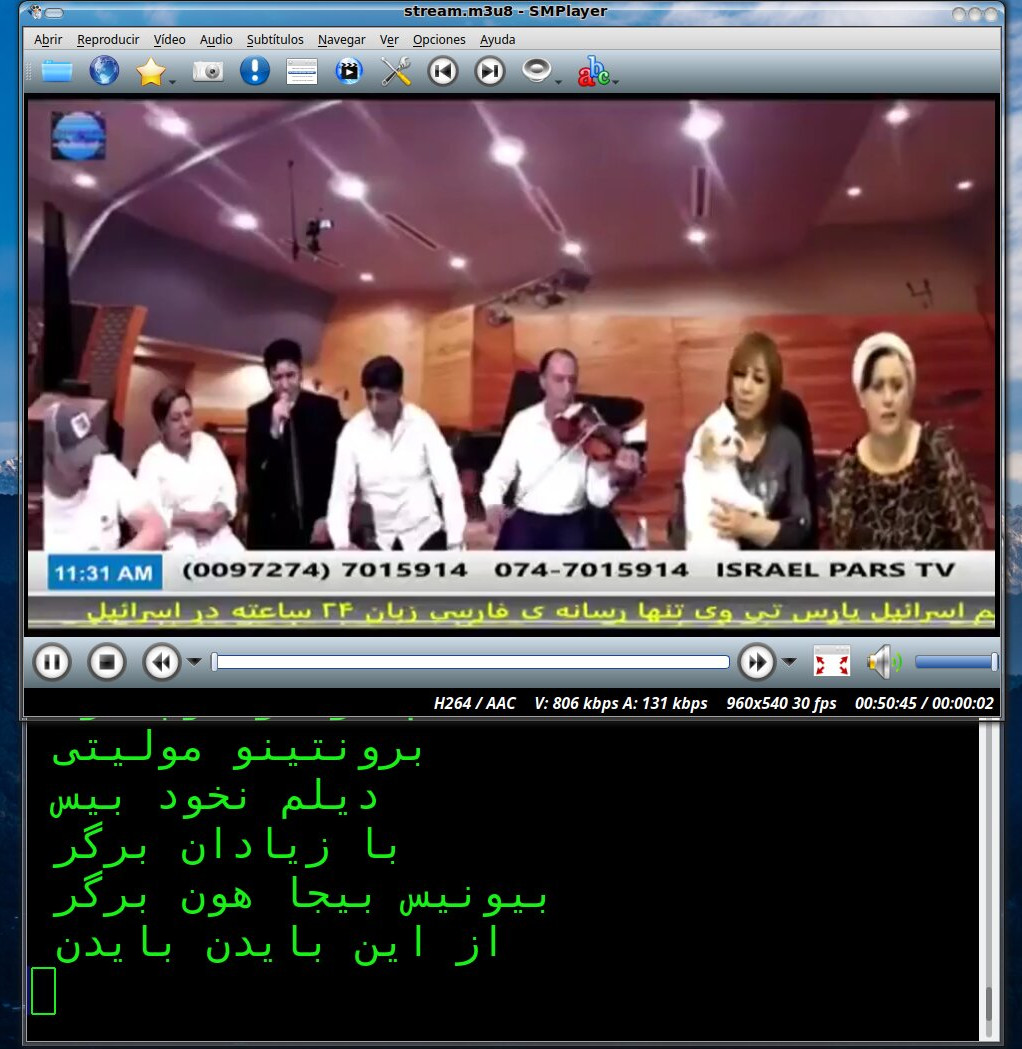 stream.m3u8 - SMPlayer
Abrir Reproducir Vídeo Audio Subtítulos Navegar Ver Opciones Ayuda
abc
11:31 AM (0097274) 7015914 074-7015914 ISRAEL PARS TV
اسرائیل پارس تی وی تنها رسانه ی فارسی زبان ۲۴ ساعته در اسرائیل
H264 / AAC V: 806 kbps A: 131 kbps 960x540 30 fps 00:50:45 / 00:00:02
برونتینو مولیتی
دیلم نخود بیس
با زیادان برگر
بیونیس بیجا هون برگر
از این بایدن بایدن